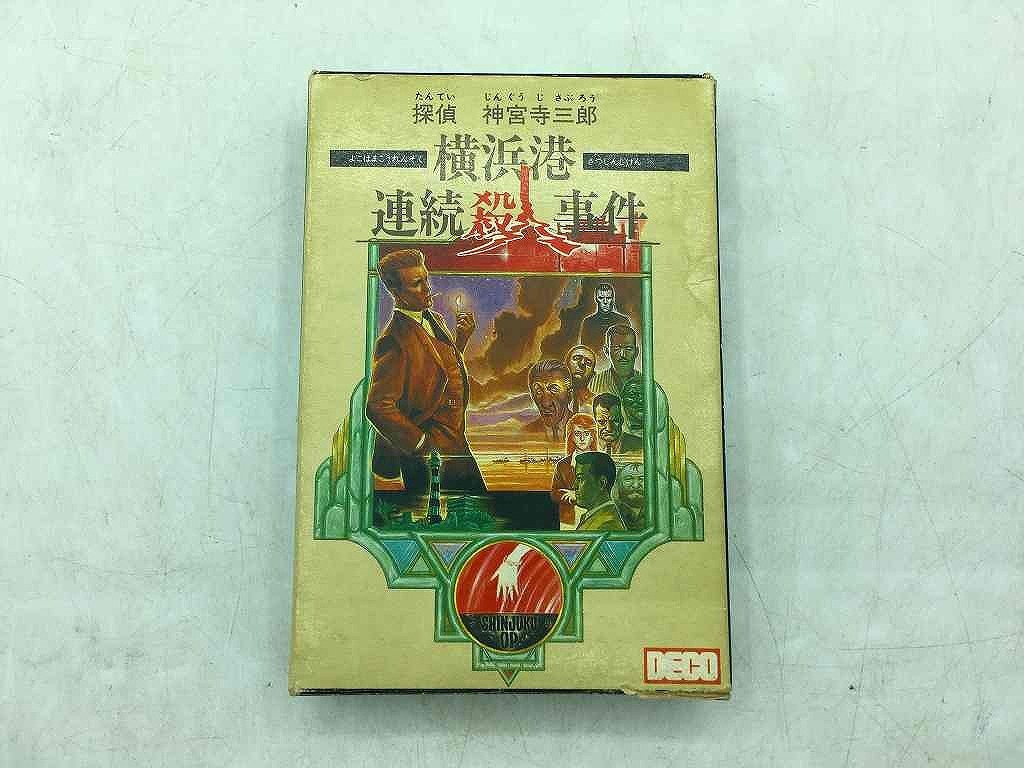 たんてい じんぐう じ さぶろう
探偵 神宮寺三郎
よこはまこうれんぞく 横浜港 さつじんじけん
連続殺人事件
SHINJUKU
OP
DECO